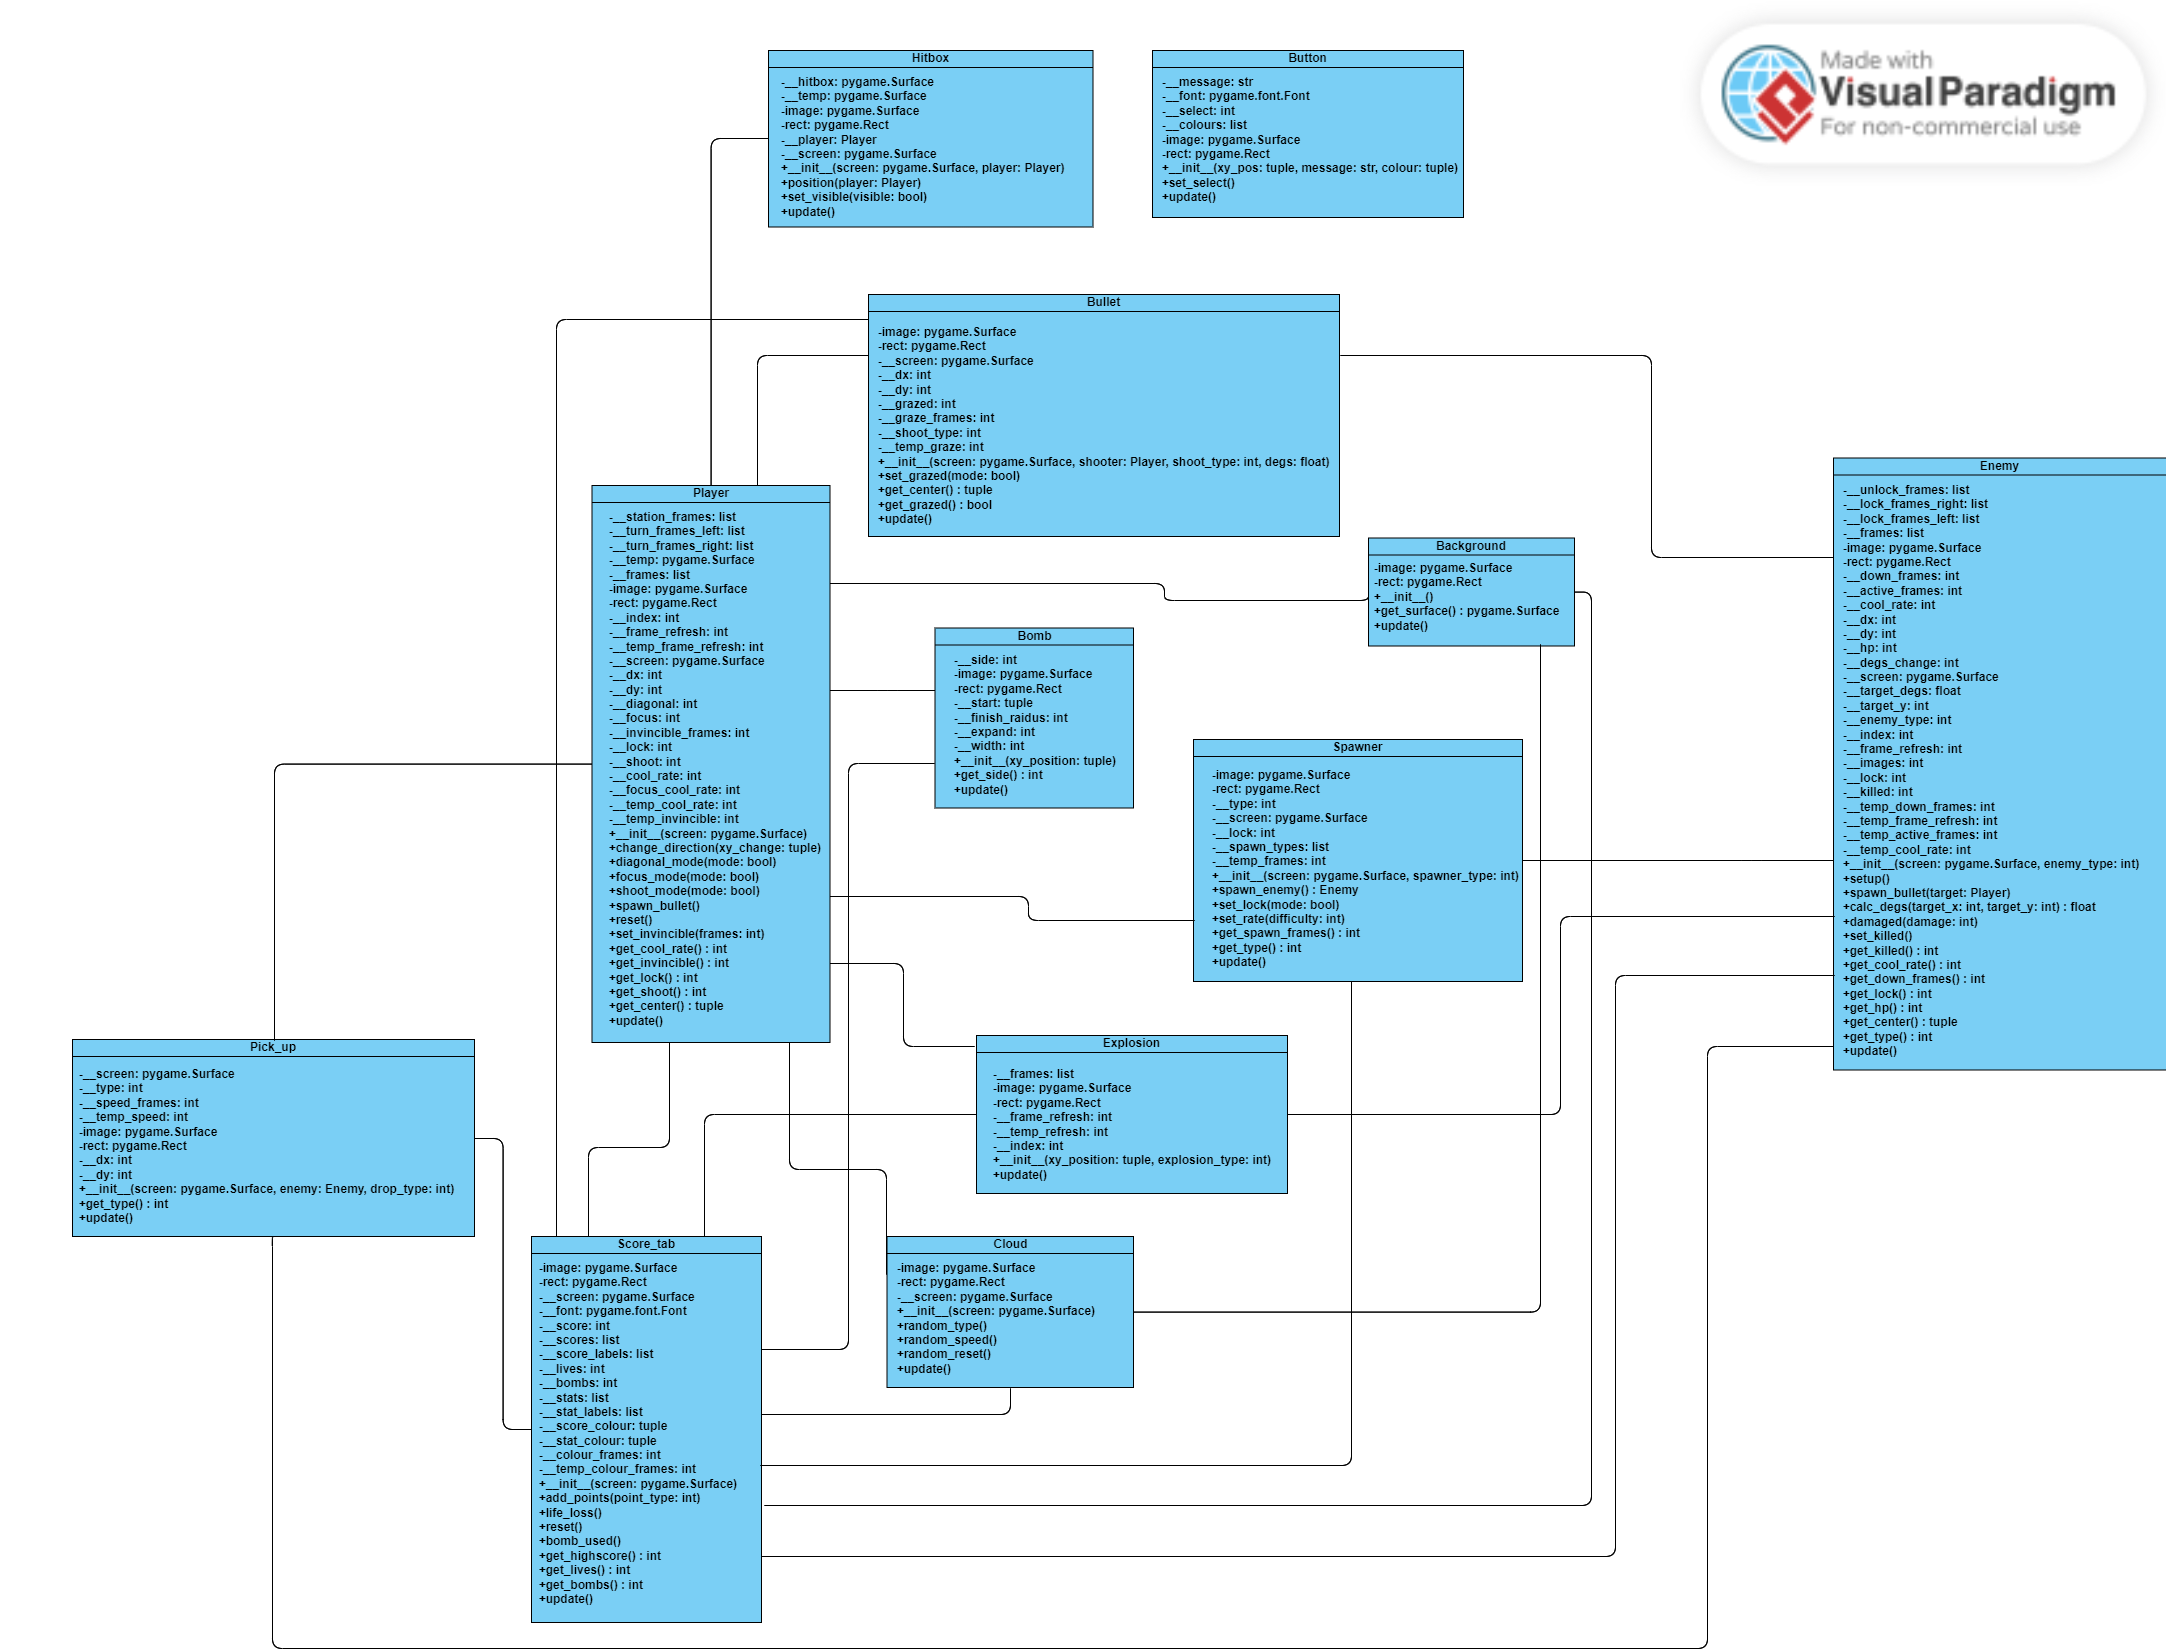 Made with
Visual Paradigm
For non-commercial use
Hitbox
-__hitbox: pygame.Surface
-__temp: pygame.Surface
-image: pygame.Surface
-rect: pygame.Rect
-__player: Player
-__screen: pygame.Surface
+__init__(screen: pygame.Surface, player: Player)
+position(player: Player)
+set_visible(visible: bool)
+update()
Button
-__message: str
-__font: pygame.font.Font
-__select: int
-__colours: list
-image: pygame.Surface
-rect: pygame.Rect
+__init__(xy_pos: tuple, message: str, colour: tuple)
+set_select()
+update()
Bullet
-image: pygame.Surface
-rect: pygame.Rect
-__screen: pygame.Surface
-__dx: int
-__dy: int
-__grazed: int
-__graze_frames: int
-__shoot_type: int
-__temp_graze: int
+__init__(screen: pygame.Surface, shooter: Player, shoot_type: int, degs: float)
+set_grazed(mode: bool)
+get_center() : tuple
+get_grazed() : bool
+update()
Enemy
-__unlock_frames: list
-__lock_frames_right: list
-__lock_frames_left: list
-__frames: list
-image: pygame.Surface
-rect: pygame.Rect
-__down_frames: int
-__active_frames: int
-__cool_rate: int
-__dx: int
-__dy: int
-__hp: int
-__degs_change: int
-__screen: pygame.Surface
-__target_degs: float
-__target_y: int
-__enemy_type: int
-__index: int
-__frame_refresh: int
-__images: int
-__lock: int
-__killed: int
-__temp_down_frames: int
-__temp_frame_refresh: int
-__temp_active_frames: int
-__temp_cool_rate: int
+__init__(screen: pygame.Surface, enemy_type: int)
+setup()
+spawn_bullet(target: Player)
+calc_degs(target_x: int, target_y: int) : float
+damaged(damage: int)
+set_killed()
+get_killed() : int
+get_cool_rate() : int
+get_down_frames() : int
+get_lock() : int
+get_hp() : int
+get_center() : tuple
+get_type() : int
+update()
Player
-__station_frames: list
-__turn_frames_left: list
-__turn_frames_right: list
-__temp: pygame.Surface
-__frames: list
-image: pygame.Surface
-rect: pygame.Rect
-__index: int
-__frame_refresh: int
-__temp_frame_refresh: int
-__screen: pygame.Surface
-__dx: int
-__dy: int
-__diagonal: int
-__focus: int
-__invincible_frames: int
-__lock: int
-__shoot: int
-__cool_rate: int
-__focus_cool_rate: int
-__temp_cool_rate: int
-__temp_invincible: int
+__init__(screen: pygame.Surface)
+change_direction(xy_change: tuple)
+diagonal_mode(mode: bool)
+focus_mode(mode: bool)
+shoot_mode(mode: bool)
+spawn_bullet()
+reset()
+set_invincible(frames: int)
+get_cool_rate() : int
+get_invincible() : int
+get_lock() : int
+get_shoot() : int
+get_center() : tuple
+update()
Background
-image: pygame.Surface
-rect: pygame.Rect
+__init__()
+get_surface() : pygame.Surface
+update()
Bomb
-__side: int
-image: pygame.Surface
-rect: pygame.Rect
-__start: tuple
-__finish_raidus: int
-__expand: int
-__width: int
+__init__(xy_position: tuple)
+get_side() : int
+update()
Spawner
-image: pygame.Surface
-rect: pygame.Rect
-__type: int
-__screen: pygame.Surface
-__lock: int
-__spawn_types: list
-__temp_frames: int
+__init__(screen: pygame.Surface, spawner_type: int)
+spawn_enemy() : Enemy
+set_lock(mode: bool)
+set_rate(difficulty: int)
+get_spawn_frames() : int
+get_type() : int
+update()
Pick_up
-__screen: pygame.Surface
-__type: int
-__speed_frames: int
-__temp_speed: int
-image: pygame.Surface
-rect: pygame.Rect
-__dx: int
-__dy: int
+__init__(screen: pygame.Surface, enemy: Enemy, drop_type: int)
+get_type() : int
+update()
Explosion
-__frames: list
-image: pygame.Surface
-rect: pygame.Rect
-__frame_refresh: int
-__temp_refresh: int
-__index: int
+__init__(xy_position: tuple, explosion_type: int)
+update()
Score_tab
-image: pygame.Surface
-rect: pygame.Rect
-__screen: pygame.Surface
-__font: pygame.font.Font
-__score: int
-__scores: list
-__score_labels: list
-__lives: int
-__bombs: int
-__stats: list
-__stat_labels: list
-__score_colour: tuple
-__stat_colour: tuple
-__colour_frames: int
-__temp_colour_frames: int
+__init__(screen: pygame.Surface)
+add_points(point_type: int)
+life_loss()
+reset()
+bomb_used()
+get_highscore() : int
+get_lives() : int
+get_bombs() : int
+update()
Cloud
-image: pygame.Surface
-rect: pygame.Rect
-__screen: pygame.Surface
+__init__(screen: pygame.Surface)
+random_type()
+random_speed()
+random_reset()
+update()